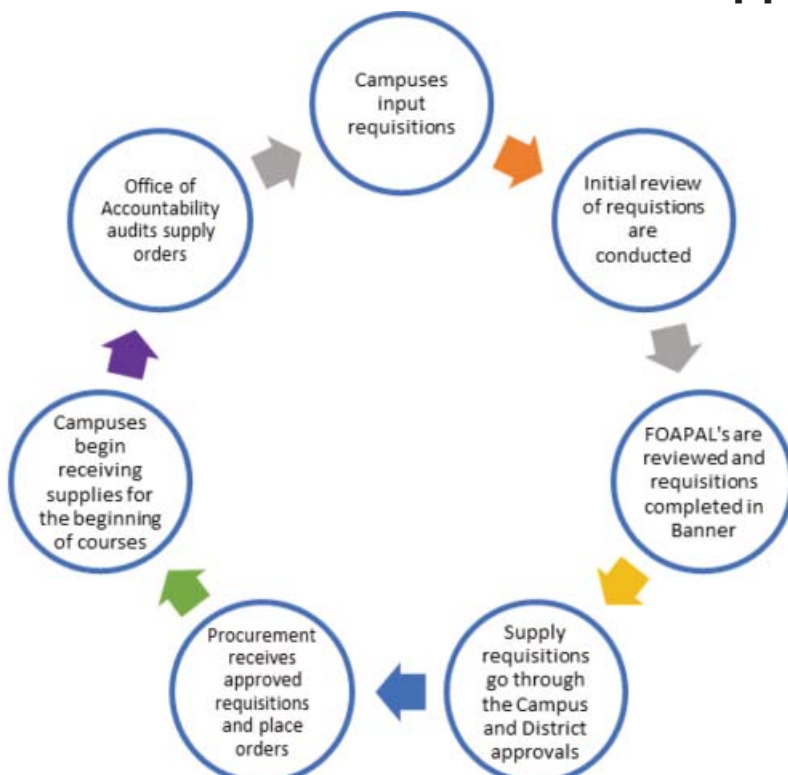 Campuses
input
requisitions
Initial review
of requistions
are
conducted
FOAPAL's are
reviewed and
requisitions
completed in
Banner
Supply
requisitions
go through
the Campus
and District
approvals
Procurement
receives
approved
requisitions
and place
orders
Campuses
begin
receiving
supplies for
the beginning
of courses
Office of
Accountability
audits supply
orders